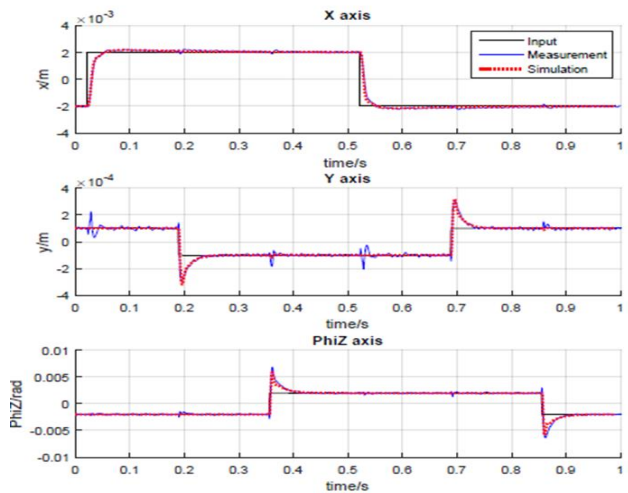 X axis
× 10⁻³
4
2
0
-2
-4
x/m
0 0.1 0.2 0.3 0.4 0.5 0.6 0.7 0.8 0.9 1
time/s
Input
Measurement
Simulation
Y axis
× 10⁻⁴
4
2
0
-2
-4
y/m
0 0.1 0.2 0.3 0.4 0.5 0.6 0.7 0.8 0.9 1
time/s
PhiZ axis
0.01
0.005
0
-0.005
-0.01
PhiZ/rad
0 0.1 0.2 0.3 0.4 0.5 0.6 0.7 0.8 0.9 1
time/s